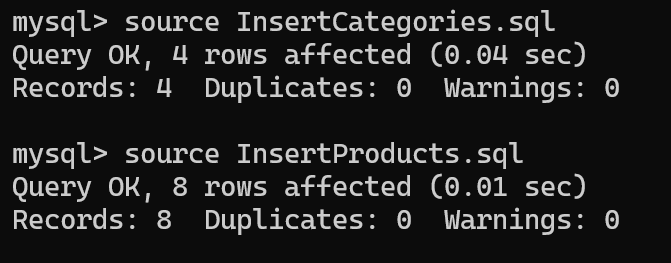 mysql> source InsertCategories.sql
Query OK, 4 rows affected (0.04 sec)
Records: 4  Duplicates: 0  Warnings: 0

mysql> source InsertProducts.sql
Query OK, 8 rows affected (0.01 sec)
Records: 8  Duplicates: 0  Warnings: 0